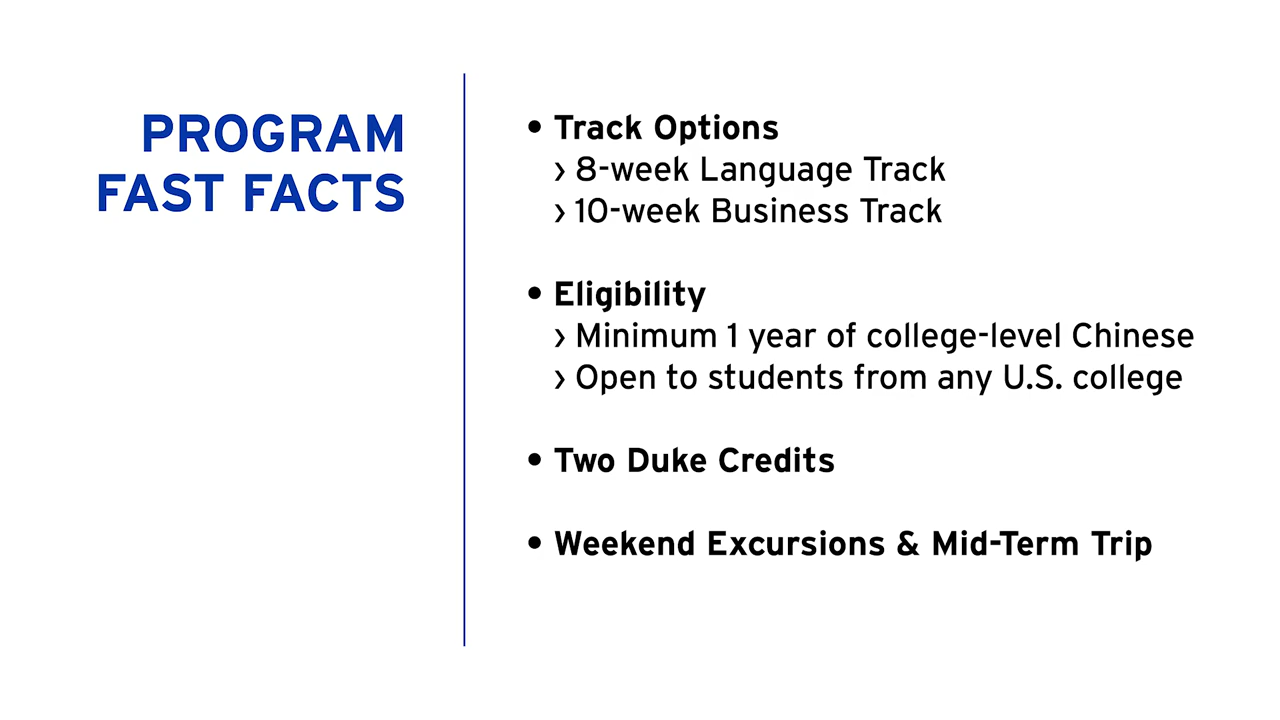 PROGRAM
FAST FACTS
• Track Options
› 8-week Language Track
› 10-week Business Track
• Eligibility
› Minimum 1 year of college-level Chinese
› Open to students from any U.S. college
• Two Duke Credits
• Weekend Excursions & Mid-Term Trip